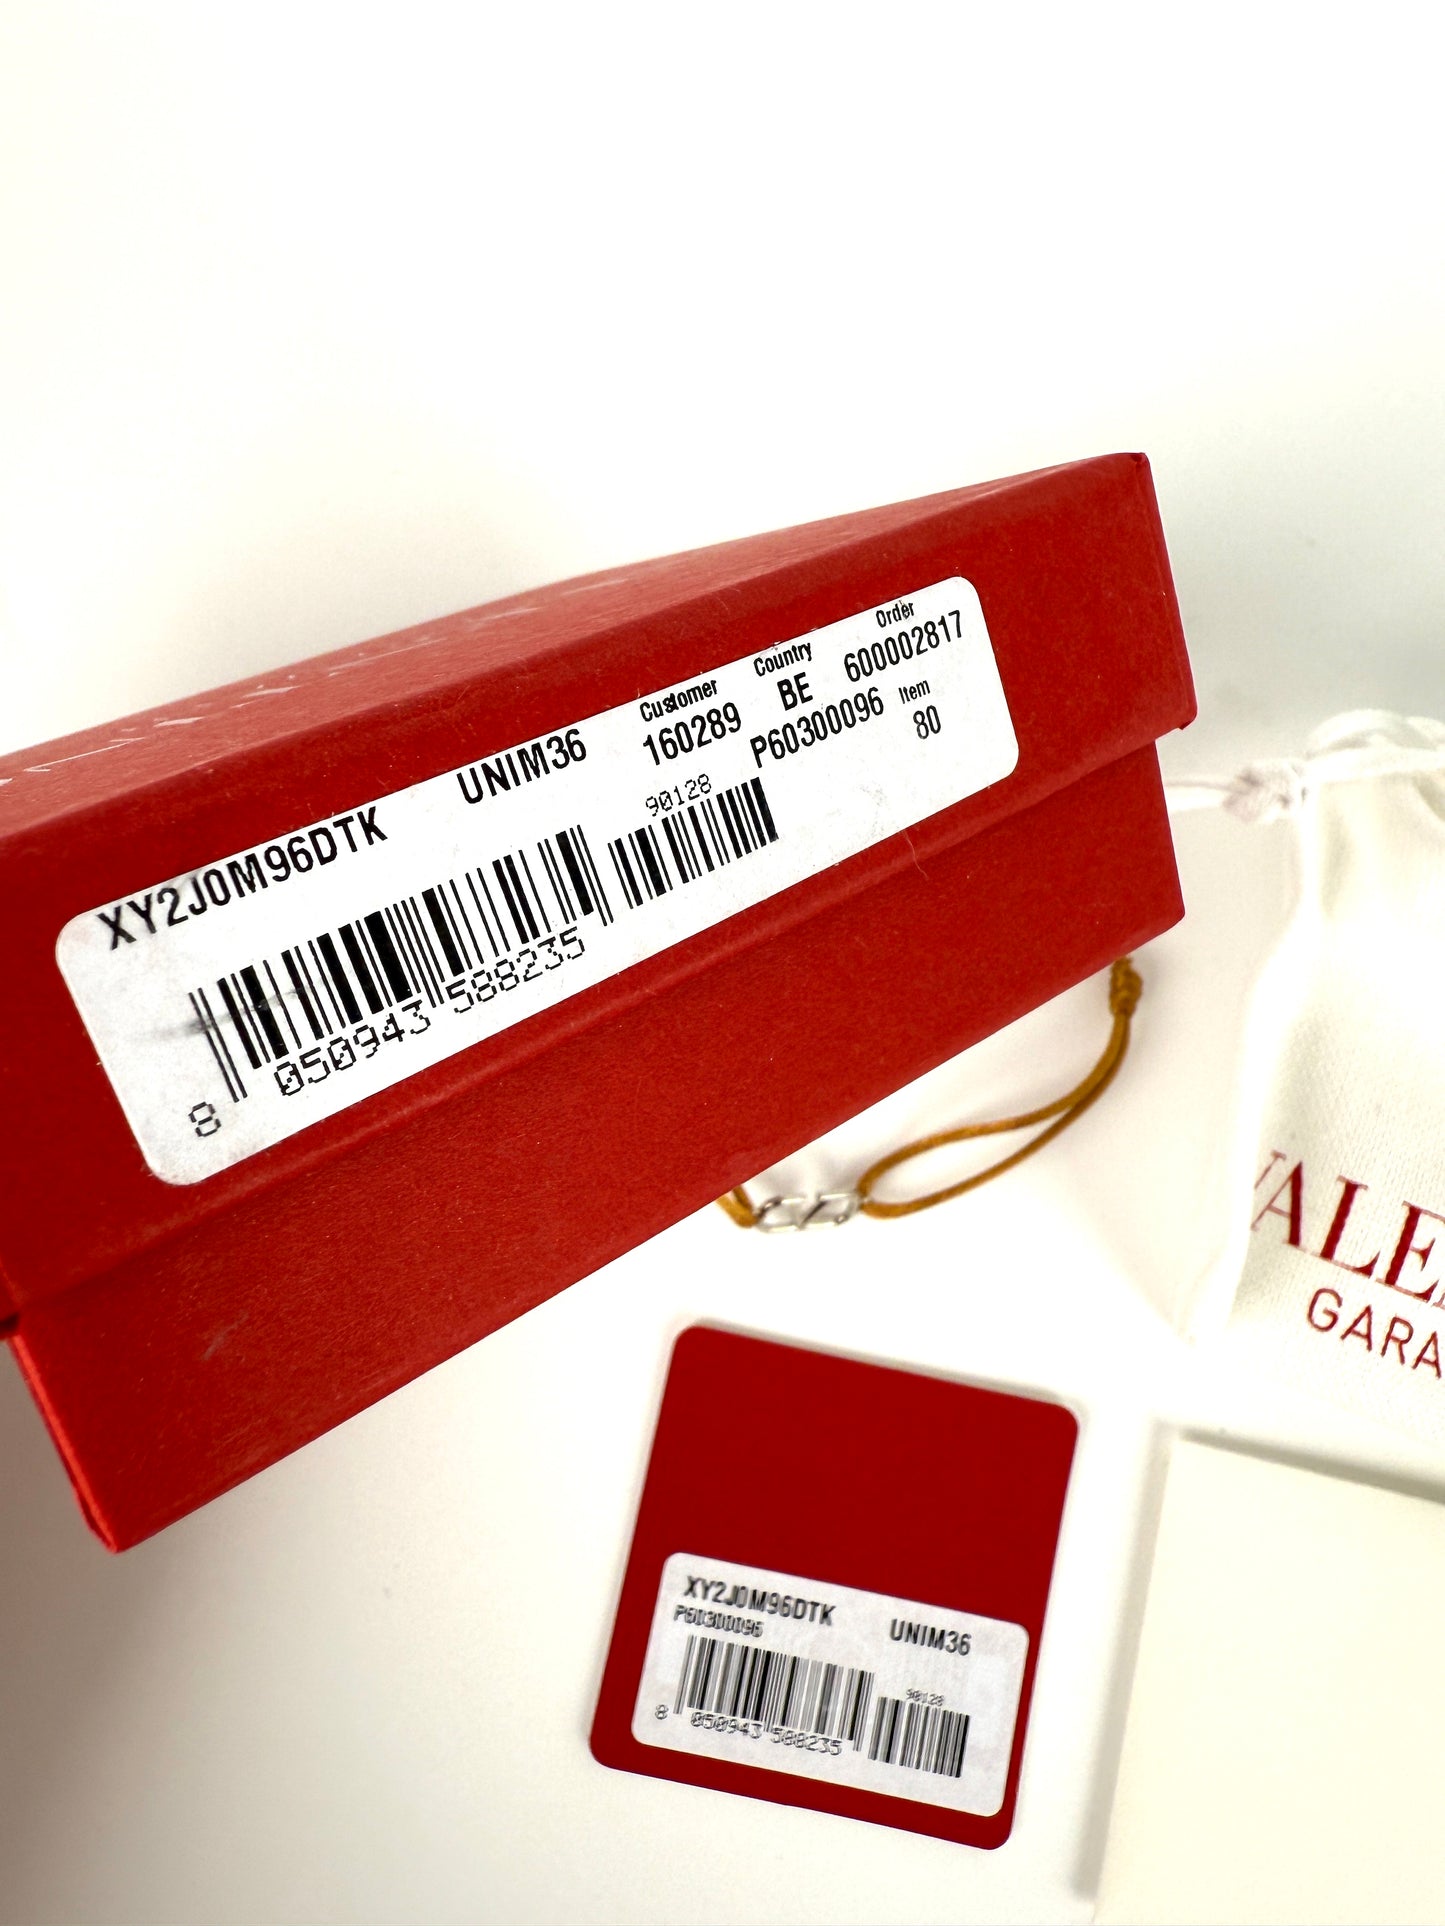 XY2J0M96DTK UNIM36
Customer Country Order
160289 BE 600002817
P60300096 Item
80
90128
8 050943 588235
VALE
GARA
XY2J0M96DTK UNIM36
P60300096
90128
8 050943 588235